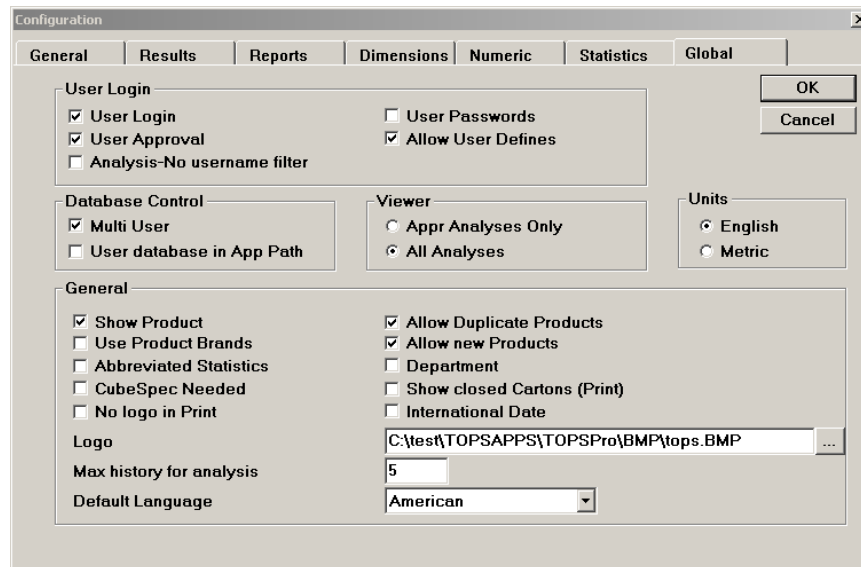 Configuration
General Results Reports Dimensions Numeric Statistics Global
OK
Cancel
User Login
User Login User Passwords
User Approval Allow User Defines
Analysis-No username filter
Database Control
Multi User
User database in App Path
Viewer
Appr Analyses Only
All Analyses
Units
English
Metric
General
Show Product Allow Duplicate Products
Use Product Brands Allow new Products
Abbreviated Statistics Department
CubeSpec Needed Show closed Cartons (Print)
No logo in Print International Date
Logo C:\test\TOPSAPPS\TOPSPro\BMP\tops.BMP ...
Max history for analysis 5
Default Language American